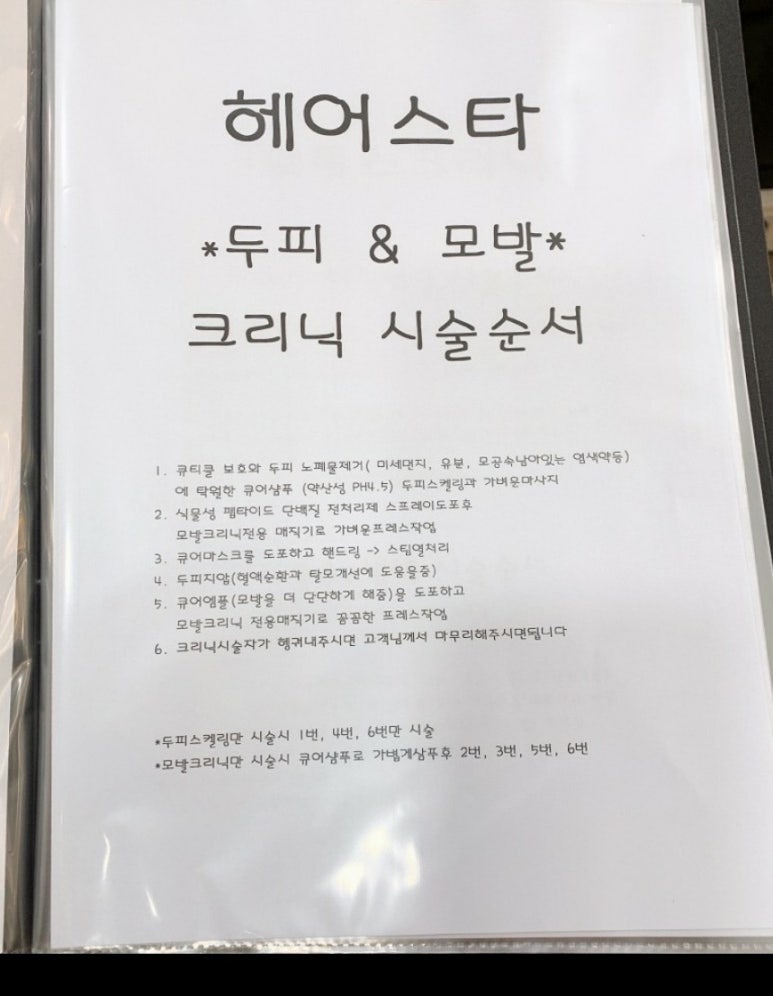 헤어스타
*두피 & 모발*
크리닉 시술순서
1. 큐티클 보호와 두피 노폐물제거( 미세먼지, 유분, 모공속남아있는 염색약등)
에 탁월한 큐어샴푸 (약산성 PH4.5) 두피스켈링과 가벼운마사지
2. 식물성 펩타이드 단백질 전처리제 스프레이도포후
모발크리닉전용 매직기로 가벼운프레스작업
3. 큐어마스크를 도포하고 핸드링 -> 스팀열처리
4. 두피지압(혈액순환과 탈모개선에 도움을줌)
5. 큐어엠플(모발을 더 단단하게 해줌)을 도포하고
모발크리닉 전용매직기로 꼼꼼한 프레스작업
6. 크리닉시술자가 헹궈내주시면 고객님께서 마무리해주시면됩니다
*두피스켈링만 시술시 1번, 4번, 6번만 시술
*모발크리닉만 시술시 큐어샴푸로 가볍게샴푸후 2번, 3번, 5번, 6번